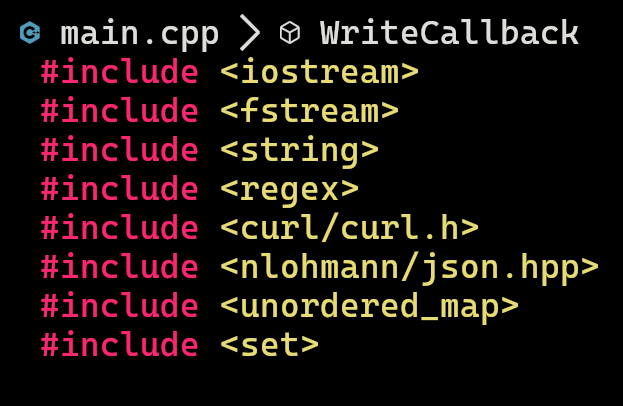 main.cpp > WriteCallback
#include <iostream>
#include <fstream>
#include <string>
#include <regex>
#include <curl/curl.h>
#include <nlohmann/json.hpp>
#include <unordered_map>
#include <set>